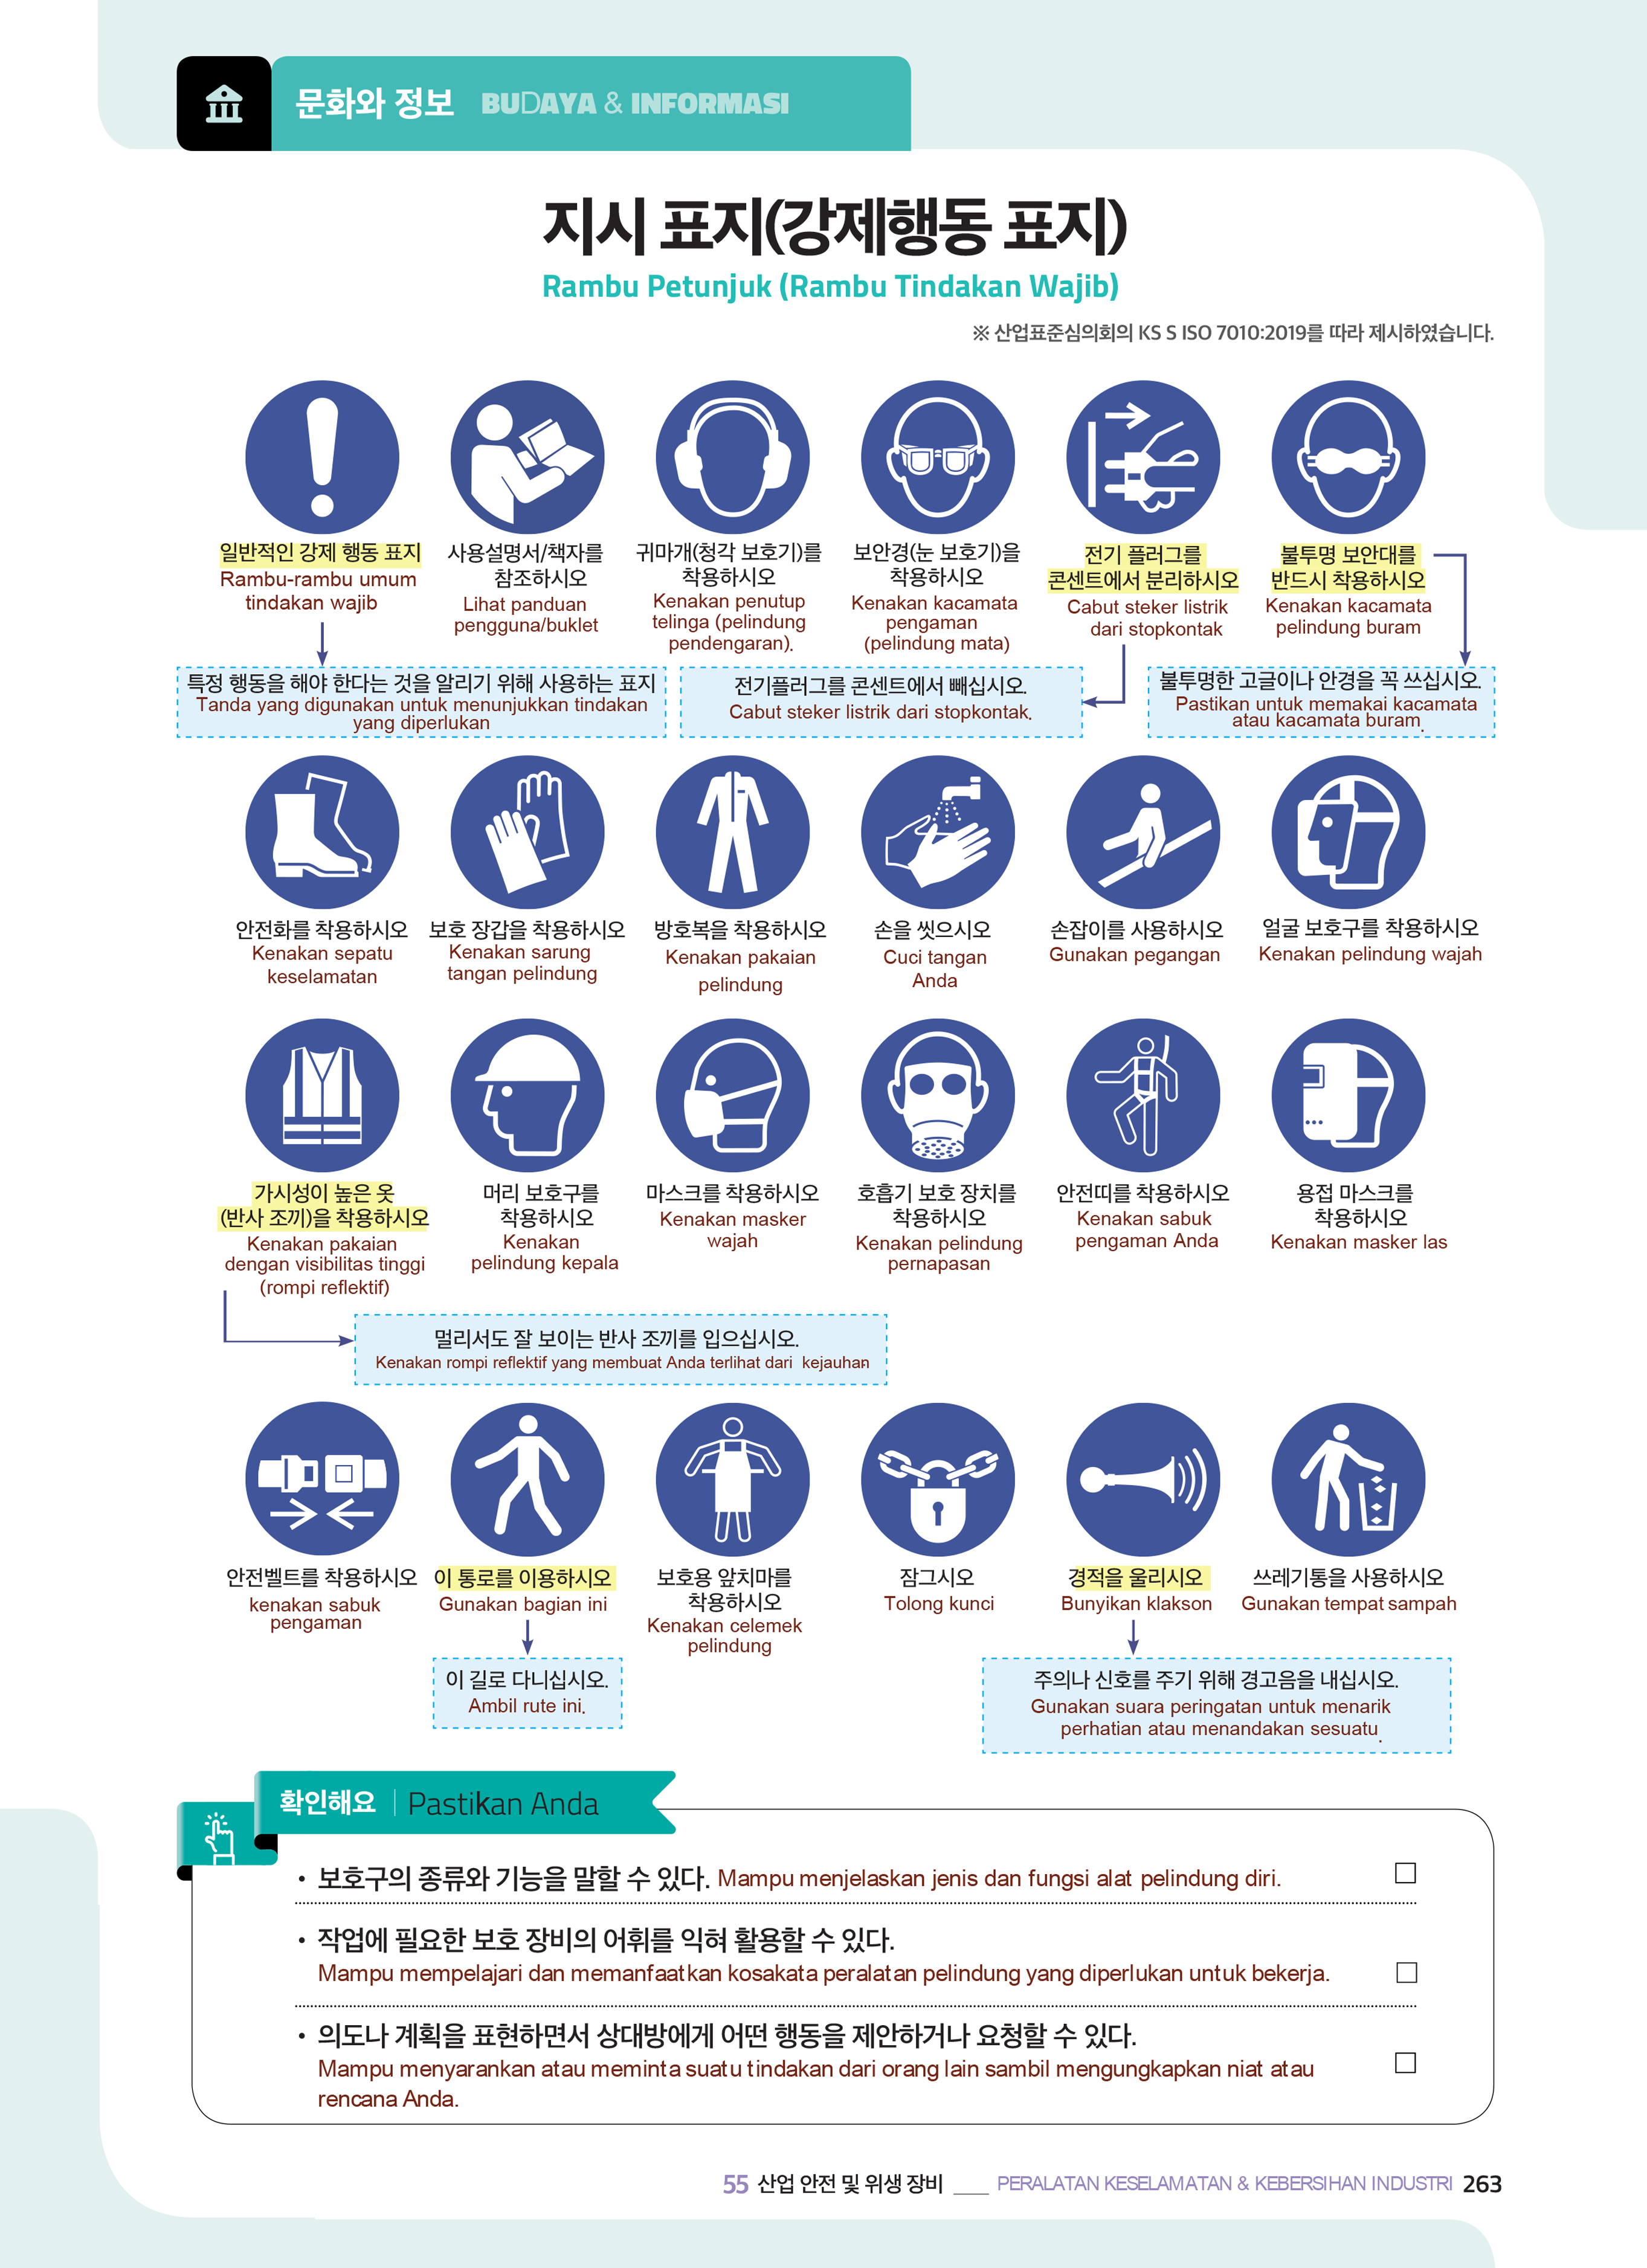 문화와 정보 BUDAYA & INFORMASI
지시 표지(강제행동 표지)
Rambu Petunjuk (Rambu Tindakan Wajib)
※ 산업표준심의회의 KS S ISO 7010:2019를 따라 제시하였습니다.
일반적인 강제 행동 표지
Rambu-rambu umum
tindakan wajib
사용설명서/책자를
참조하시오
Lihat panduan
pengguna/buklet
귀마개(청각 보호기)를
착용하시오
Kenakan penutup
telinga (pelindung
pendengaran).
보안경(눈 보호기)을
착용하시오
Kenakan kacamata
pengaman
(pelindung mata)
전기 플러그를
콘센트에서 분리하시오
Cabut steker listrik
dari stopkontak
불투명 보안대를
반드시 착용하시오
Kenakan kacamata
pelindung buram
특정 행동을 해야 한다는 것을 알리기 위해 사용하는 표지
Tanda yang digunakan untuk menunjukkan tindakan
yang diperlukan
전기플러그를 콘센트에서 빼십시오.
Cabut steker listrik dari stopkontak.
불투명한 고글이나 안경을 꼭 쓰십시오.
Pastikan untuk memakai kacamata
atau kacamata buram.
안전화를 착용하시오
Kenakan sepatu
keselamatan
보호 장갑을 착용하시오
Kenakan sarung
tangan pelindung
방호복을 착용하시오
Kenakan pakaian
pelindung
손을 씻으시오
Cuci tangan
Anda
손잡이를 사용하시오
Gunakan pegangan
얼굴 보호구를 착용하시오
Kenakan pelindung wajah
가시성이 높은 옷
(반사 조끼)을 착용하시오
Kenakan pakaian
dengan visibilitas tinggi
(rompi reflektif)
머리 보호구를
착용하시오
Kenakan
pelindung kepala
마스크를 착용하시오
Kenakan masker
wajah
호흡기 보호 장치를
착용하시오
Kenakan pelindung
pernapasan
안전띠를 착용하시오
Kenakan sabuk
pengaman Anda
용접 마스크를
착용하시오
Kenakan masker las
멀리서도 잘 보이는 반사 조끼를 입으십시오.
Kenakan rompi reflektif yang membuat Anda terlihat dari kejauhan
안전벨트를 착용하시오
kenakan sabuk
pengaman
이 통로를 이용하시오
Gunakan bagian ini
보호용 앞치마를
착용하시오
Kenakan celemek
pelindung
잠그시오
Tolong kunci
경적을 울리시오
Bunyikan klakson
쓰레기통을 사용하시오
Gunakan tempat sampah
이 길로 다니십시오.
Ambil rute ini.
주의나 신호를 주기 위해 경고음을 내십시오.
Gunakan suara peringatan untuk menarik
perhatian atau menandakan sesuatu.
확인해요 | Pastikan Anda
• 보호구의 종류와 기능을 말할 수 있다. Mampu menjelaskan jenis dan fungsi alat pelindung diri.
• 작업에 필요한 보호 장비의 어휘를 익혀 활용할 수 있다.
Mampu mempelajari dan memanfaatkan kosakata peralatan pelindung yang diperlukan untuk bekerja.
• 의도나 계획을 표현하면서 상대방에게 어떤 행동을 제안하거나 요청할 수 있다.
Mampu menyarankan atau meminta suatu tindakan dari orang lain sambil mengungkapkan niat atau
rencana Anda.
55 산업 안전 및 위생 장비 ___ PERALATAN KESELAMATAN & KEBERSIHAN INDUSTRI 263